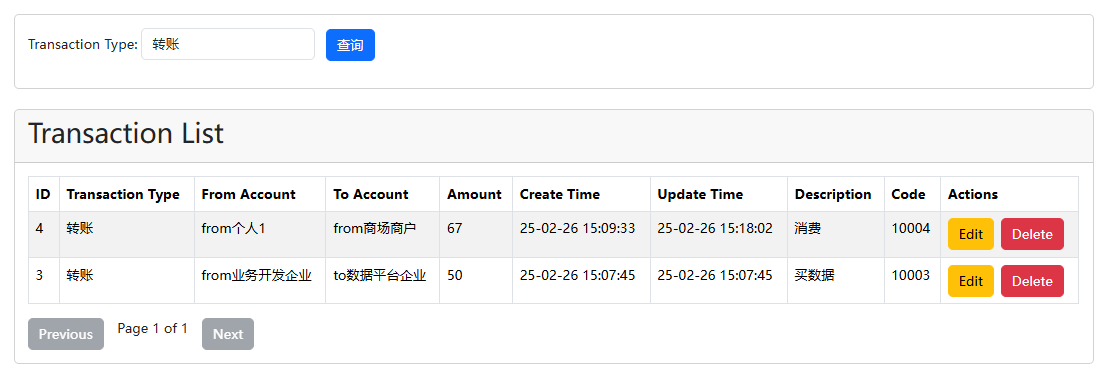 Transaction Type: 转账 查询
Transaction List
ID Transaction Type From Account To Account Amount Create Time Update Time Description Code Actions
4 转账 from个人1 from商场商户 67 25-02-26 15:09:33 25-02-26 15:18:02 消费 10004 Edit Delete
3 转账 from业务开发企业 to数据平台企业 50 25-02-26 15:07:45 25-02-26 15:07:45 买数据 10003 Edit Delete
Previous Page 1 of 1 Next